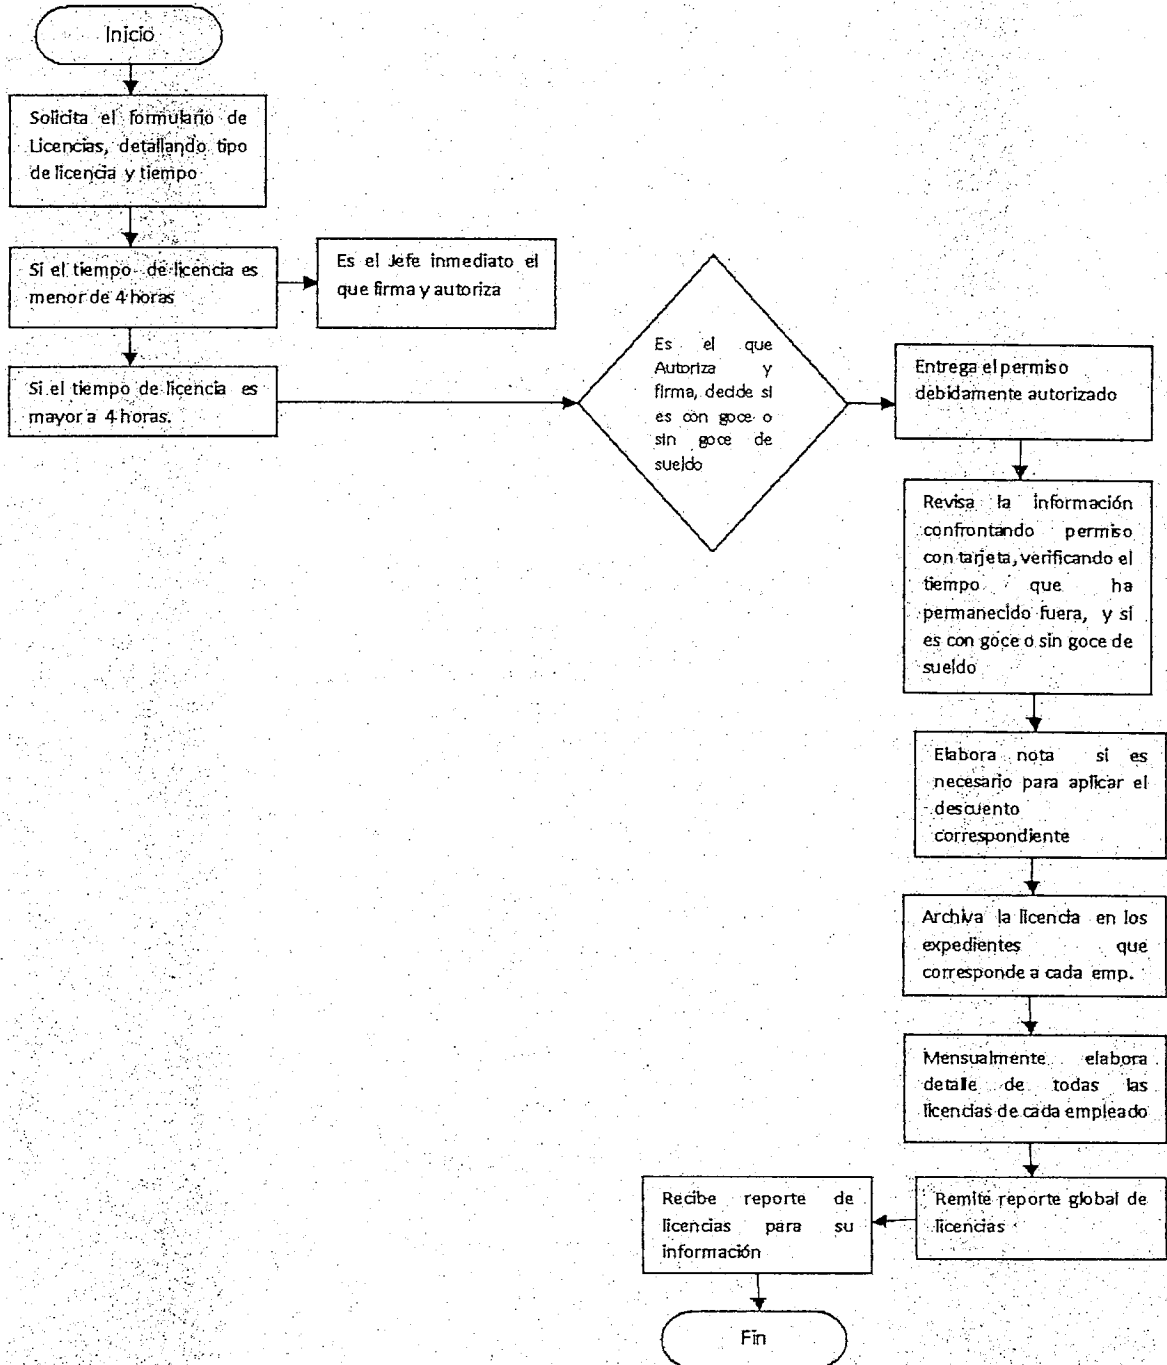 Inicio
Solicita el formulario de
Licencias, detallando tipo
de licencia y tiempo
Si el tiempo de licencia es
menor de 4 horas
Es el Jefe inmediato el
que firma y autoriza
Si el tiempo de licencia es
mayor a 4 horas.
Es el que
Autoriza y
firma, decide si
es con goce o
sin goce de
sueldo
Entrega el permiso
debidamente autorizado
Revisa la información
confrontando permiso
con tarjeta, verificando el
tiempo que ha
permanecido fuera, y si
es con goce o sin goce de
sueldo
Elabora nota si es
necesario para aplicar el
descuento
correspondiente
Archiva la licencia en los
expedientes que
corresponde a cada emp.
Mensualmente elabora
detalle de todas las
licencias de cada empleado
Remite reporte global de
licencias
Recibe reporte de
licencias para su
información
Fin